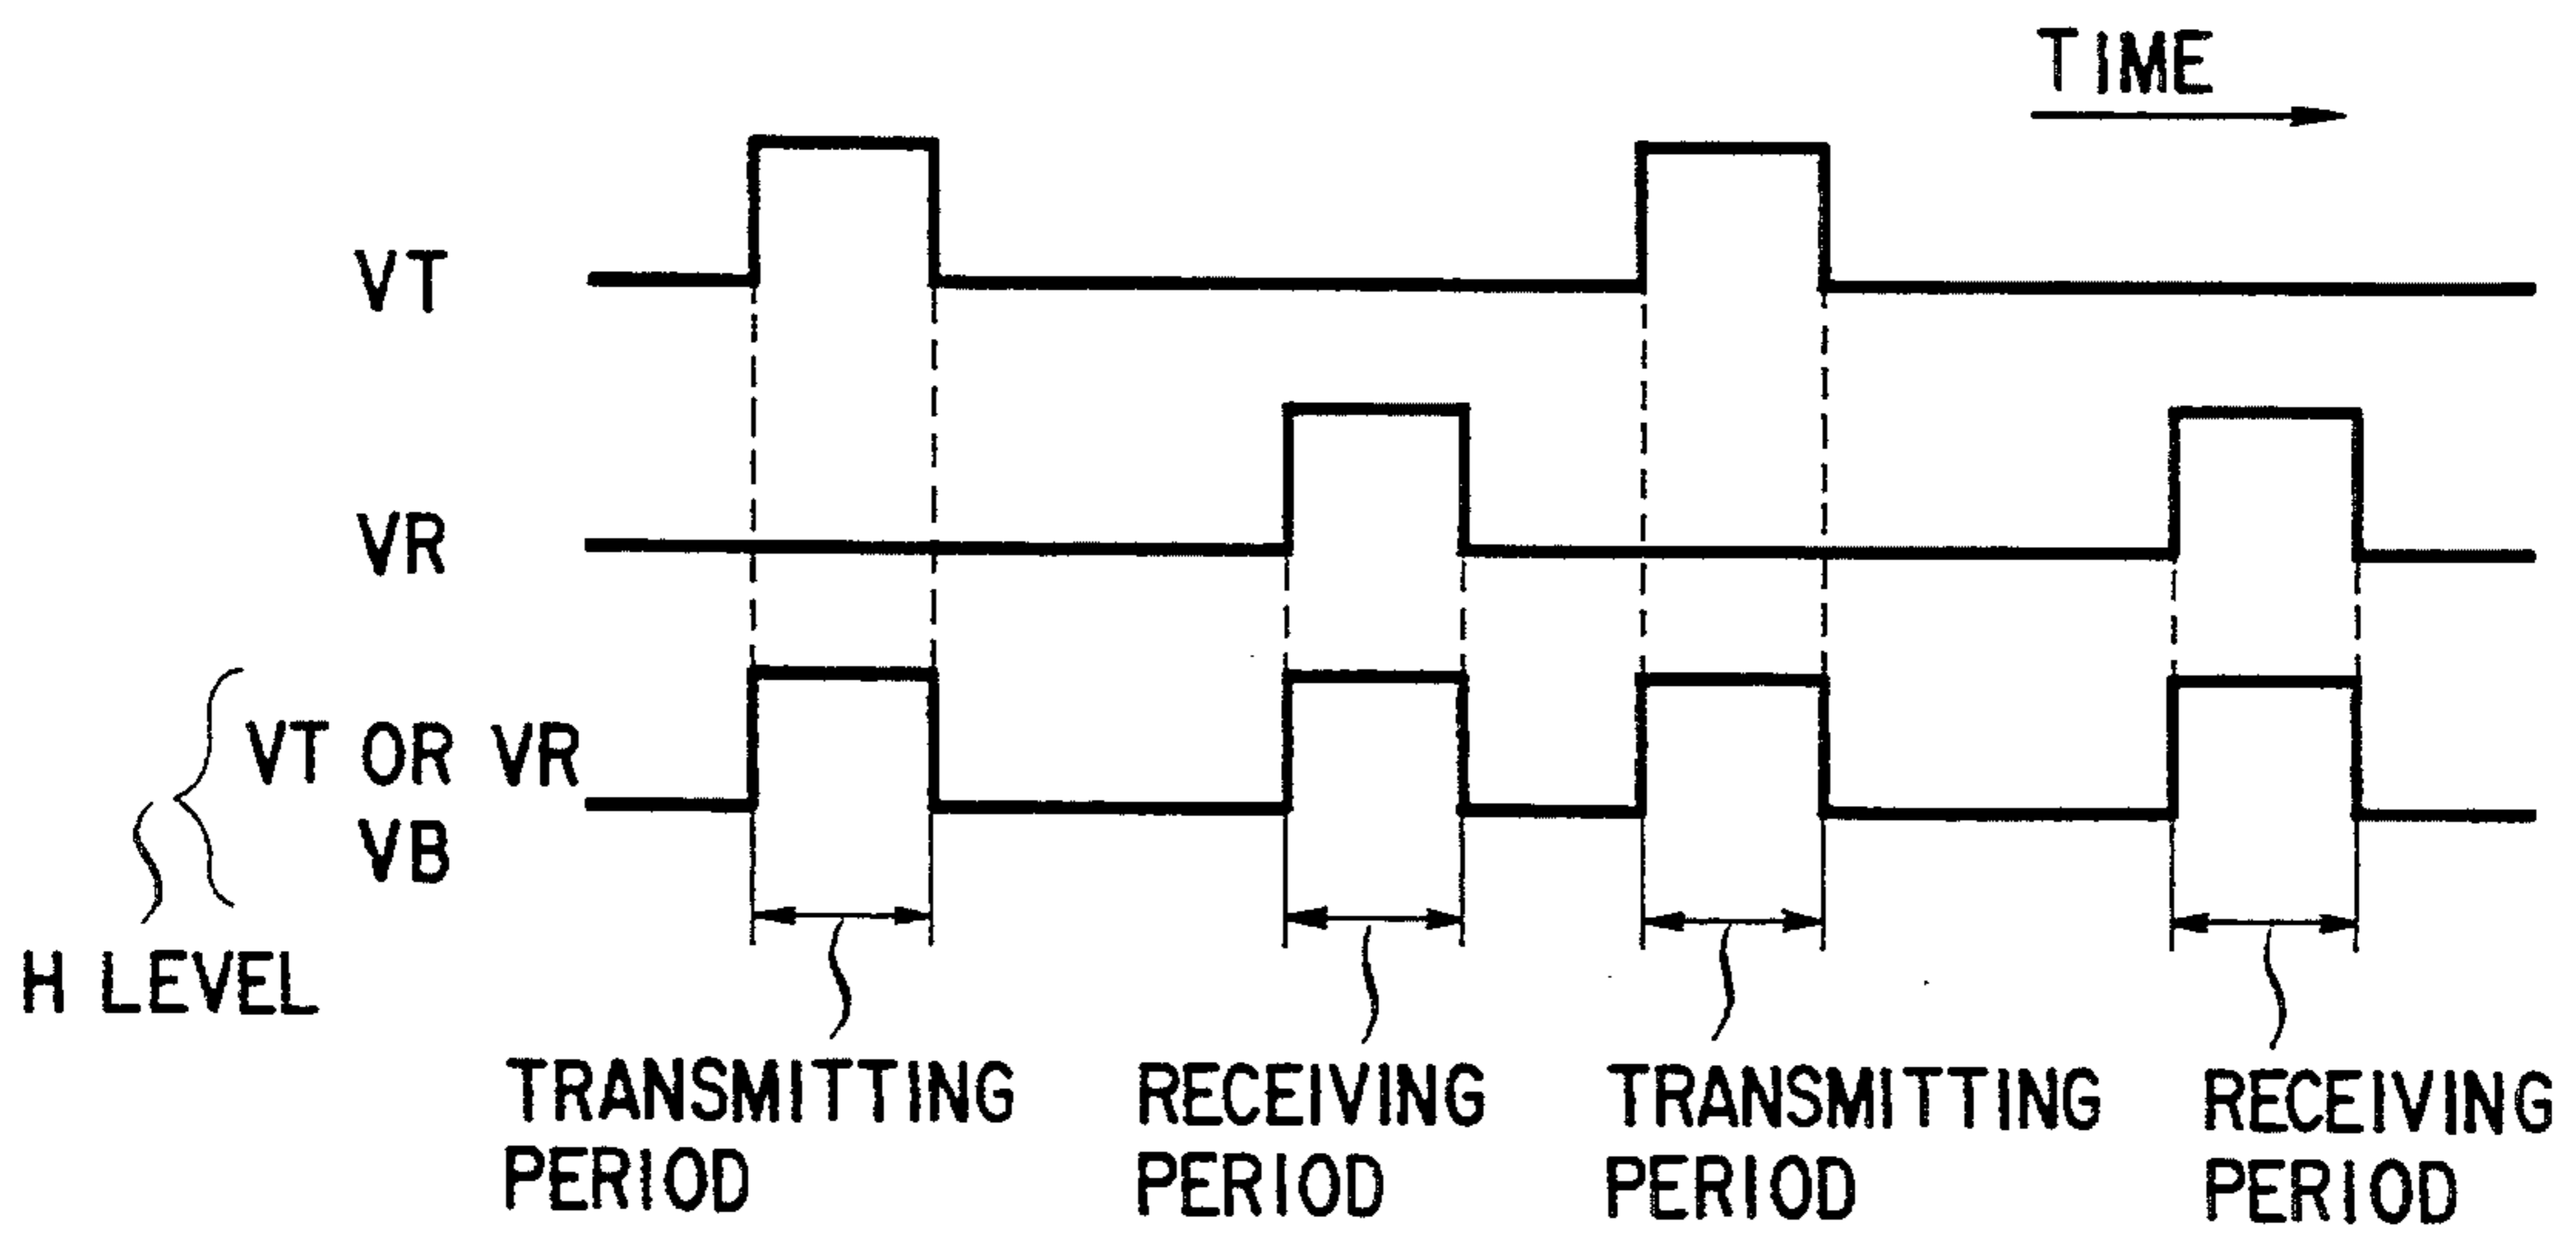 TIME
VT
VR
VT OR VR
VB
H LEVEL
TRANSMITTING
PERIOD
RECEIVING
PERIOD
TRANSMITTING
PERIOD
RECEIVING
PERIOD